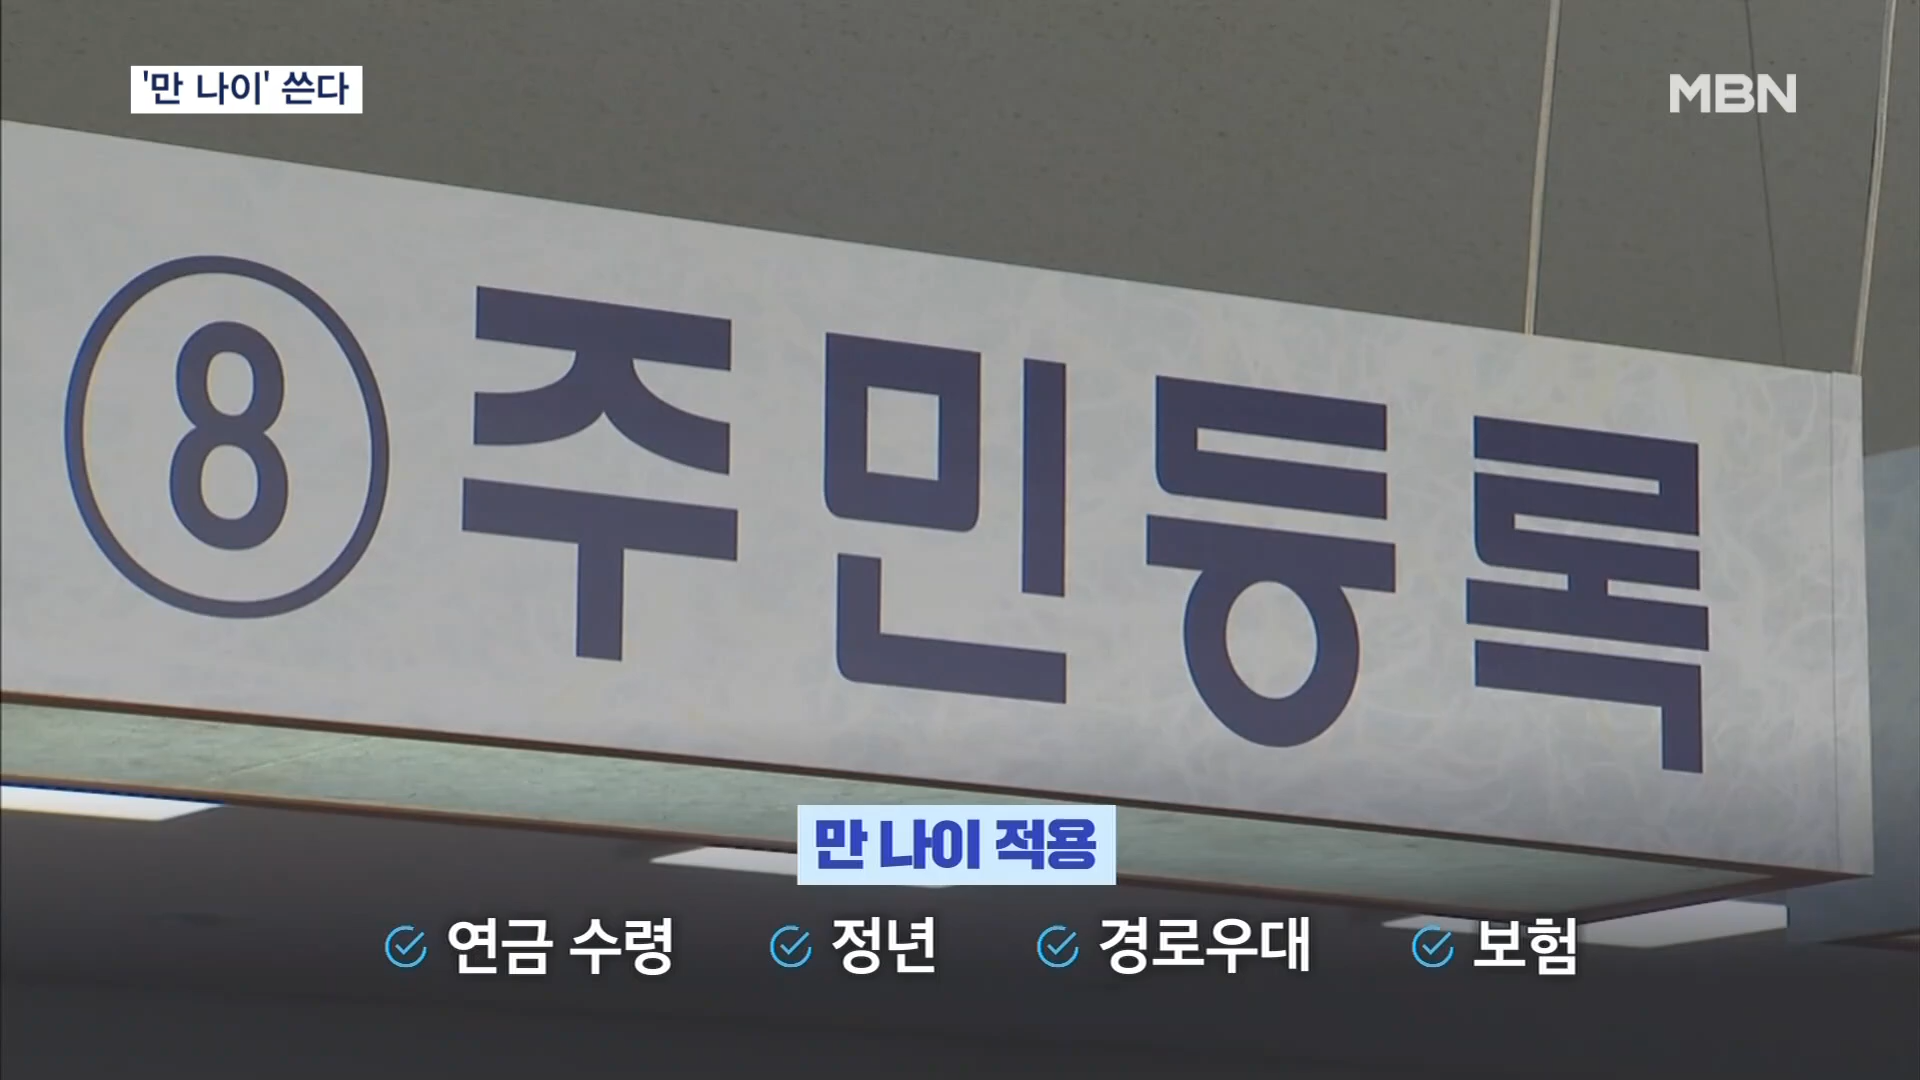 '만 나이' 쓴다
MBN
⑧ 주민등록
만 나이 적용
연금 수령 정년 경로우대 보험